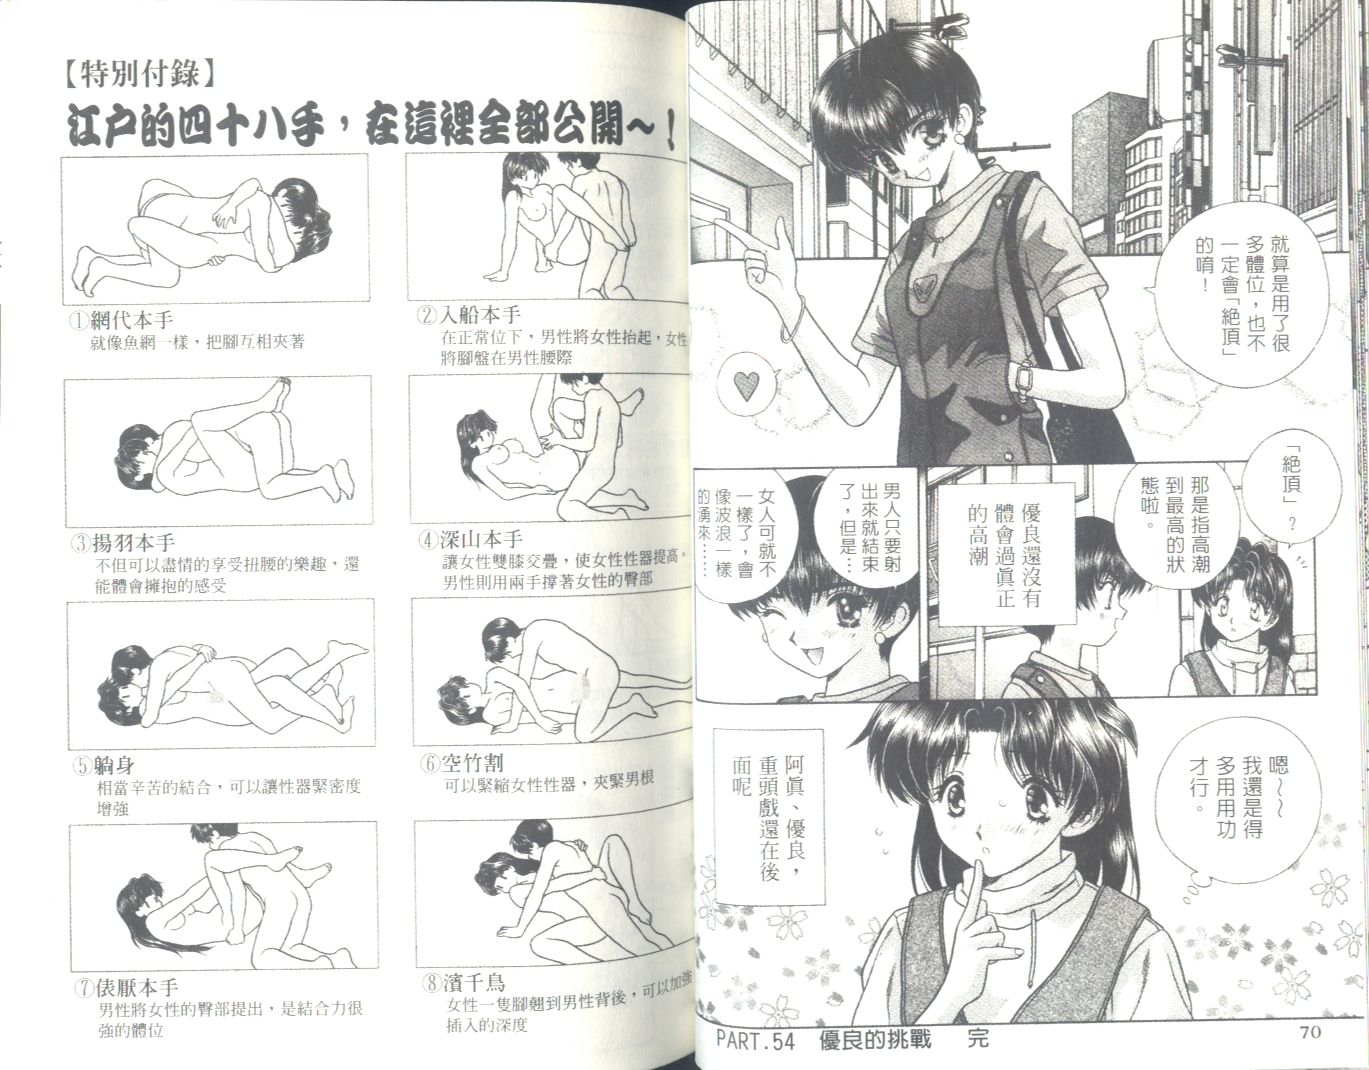 【特別付錄】
江户的四十八手，在這裡全部公開～！
①網代本手
就像魚網一樣，把腳互相夾著
②入船本手
在正常位下，男性將女性抬起，女性
將腳盤在男性腰際
③揚羽本手
不但可以盡情的享受扭腰的樂趣，還
能體會擁抱的感受
④深山本手
讓女性雙膝交疊，使女性性器提高。
男性則用兩手撐著女性的臀部
⑤鵺身
相當辛苦的結合，可以讓性器緊密度
增強
⑥空竹割
可以緊縮女性性器，夾緊男根
⑦俵厭本手
男性將女性的臀部提出，是結合力很
強的體位
⑧濱千鳥
女性一隻腳翹到男性背後，可以加強
插入的深度
就算是用了很
多體位，也不
一定會「絕頂」
的唷！
「絕頂」？
那是指高潮
到最高的狀
態啦。
優良還沒有
體會過眞正
的高潮
男人只要射
出來就結束
了，但是…
女人可就不
一樣了，會
像波浪一樣
的湧來……
嗯～～
我還是得
多用用功
才行。
阿眞、優良，
重頭戲還在後
面呢
PART.54 優良的挑戰 完
70